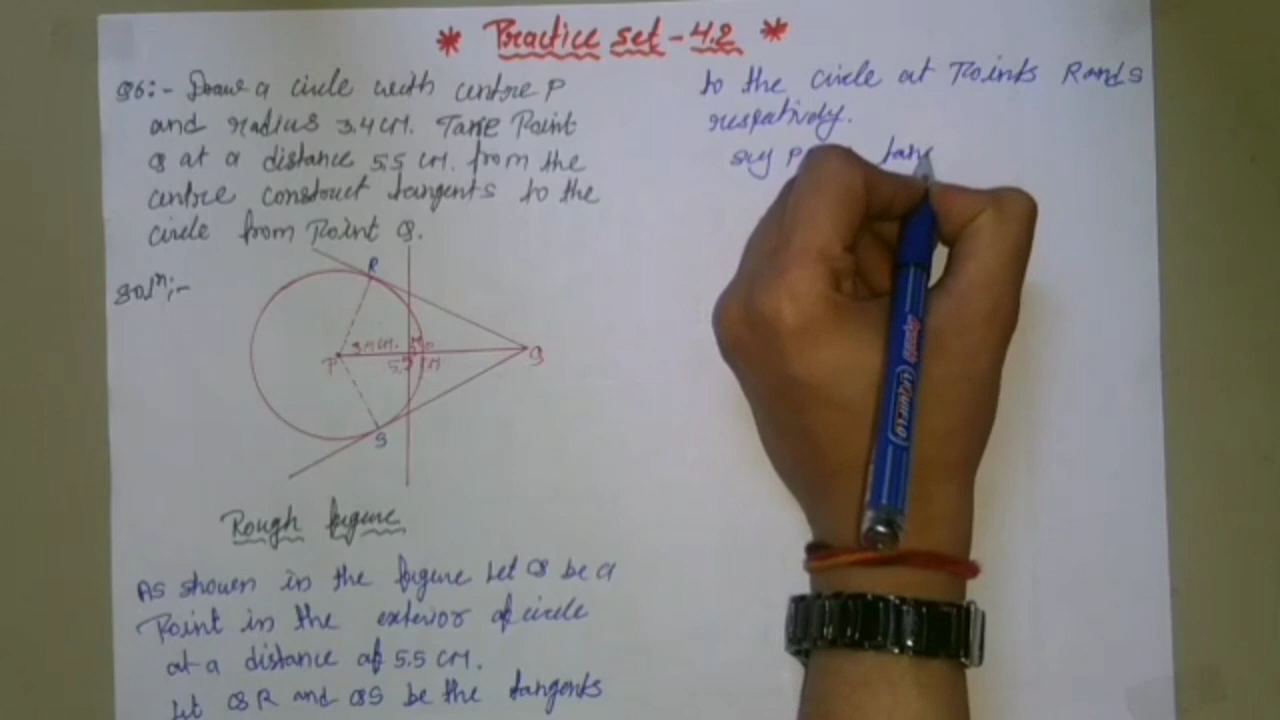 * Practice set-4.2 *
Q6:- Draw a circle with centre P
and radius 3.4 CM. Take Point
Q at a distance 5.5 CM. from the
centre construct tangents to the
circle from Point Q.
Solⁿ:-
R
3.4 CM. M
P
5.5 CM
Q
S
Rough figure
As shown in the figure Let Q be a
Point in the exterior of circle
at a distance of 5.5 CM.
Let QR and QS be the tangents
to the circle at Points R and S
respectively.